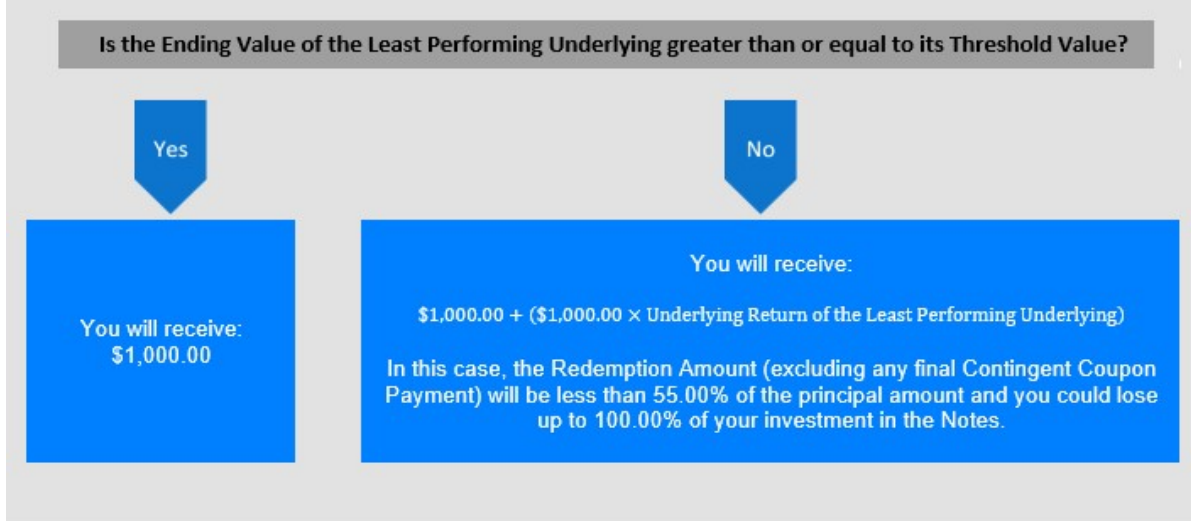 Is the Ending Value of the Least Performing Underlying greater than or equal to its Threshold Value?
Yes
No
You will receive:
$1,000.00
You will receive:
$1,000.00 + ($1,000.00 × Underlying Return of the Least Performing Underlying)
In this case, the Redemption Amount (excluding any final Contingent Coupon
Payment) will be less than 55.00% of the principal amount and you could lose
up to 100.00% of your investment in the Notes.